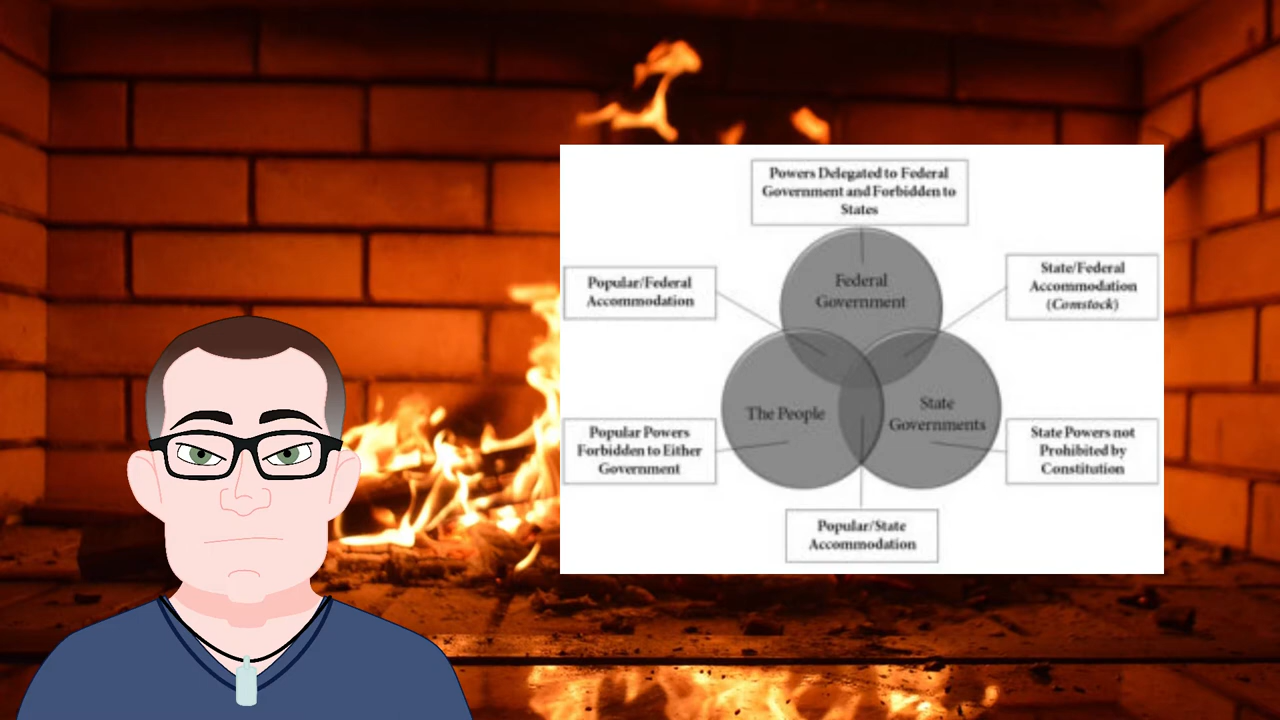 Powers Delegated to Federal
Government and Forbidden to
States
Popular/Federal
Accommodation
Federal
Government
State/Federal
Accommodation
(Comstock)
The People
State
Governments
Popular Powers
Forbidden to Either
Government
State Powers not
Prohibited by
Constitution
Popular/State
Accommodation